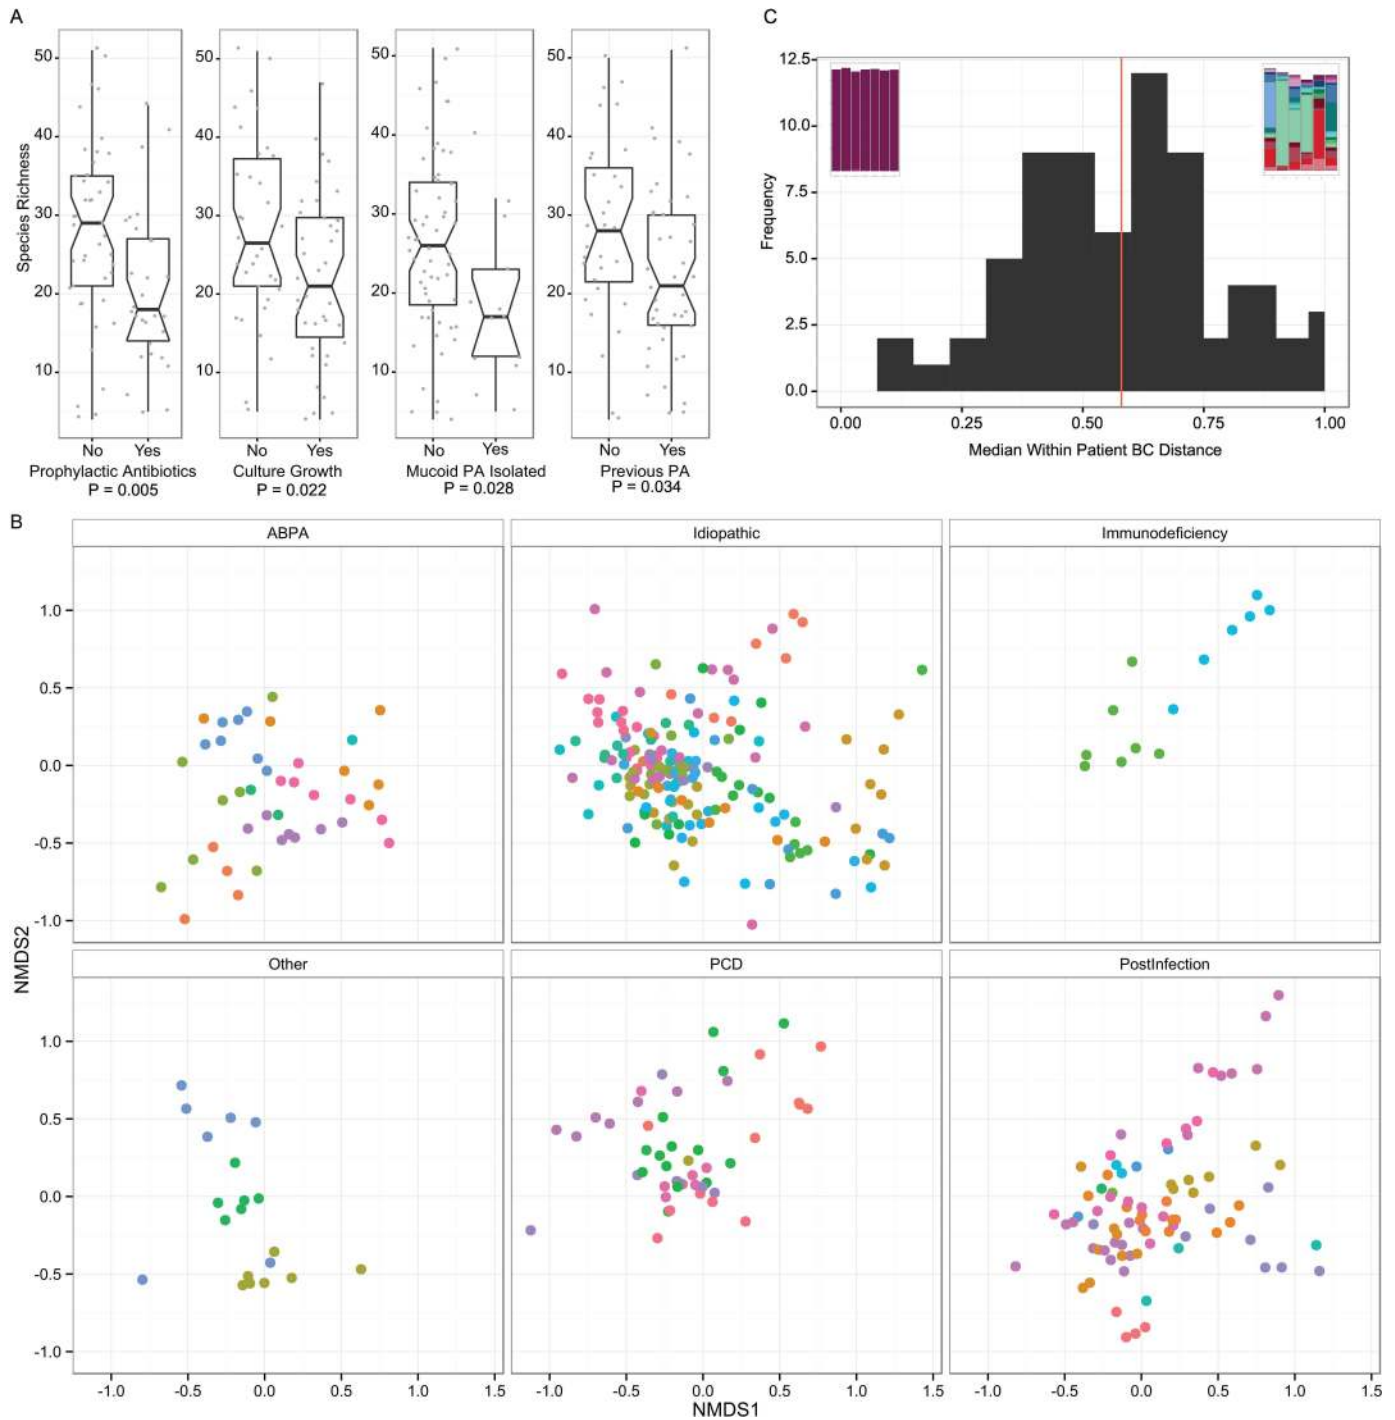 A
C
Species Richness
50
40
30
20
10
50
40
30
20
10
50
40
30
20
10
50
40
30
20
10
No Yes
No Yes
No Yes
No Yes
Prophylactic Antibiotics
P = 0.005
Culture Growth
P = 0.022
Mucoid PA Isolated
P = 0.028
Previous PA
P = 0.034
Frequency
12.5
10.0
7.5
5.0
2.5
0.0
0.00 0.25 0.50 0.75 1.00
Median Within Patient BC Distance
B
ABPA
Idiopathic
Immunodeficiency
1.0
0.5
0.0
-0.5
-1.0
NMDS2
Other
PCD
PostInfection
1.0
0.5
0.0
-0.5
-1.0
-1.0 -0.5 0.0 0.5 1.0 1.5
-1.0 -0.5 0.0 0.5 1.0 1.5
-1.0 -0.5 0.0 0.5 1.0 1.5
NMDS1